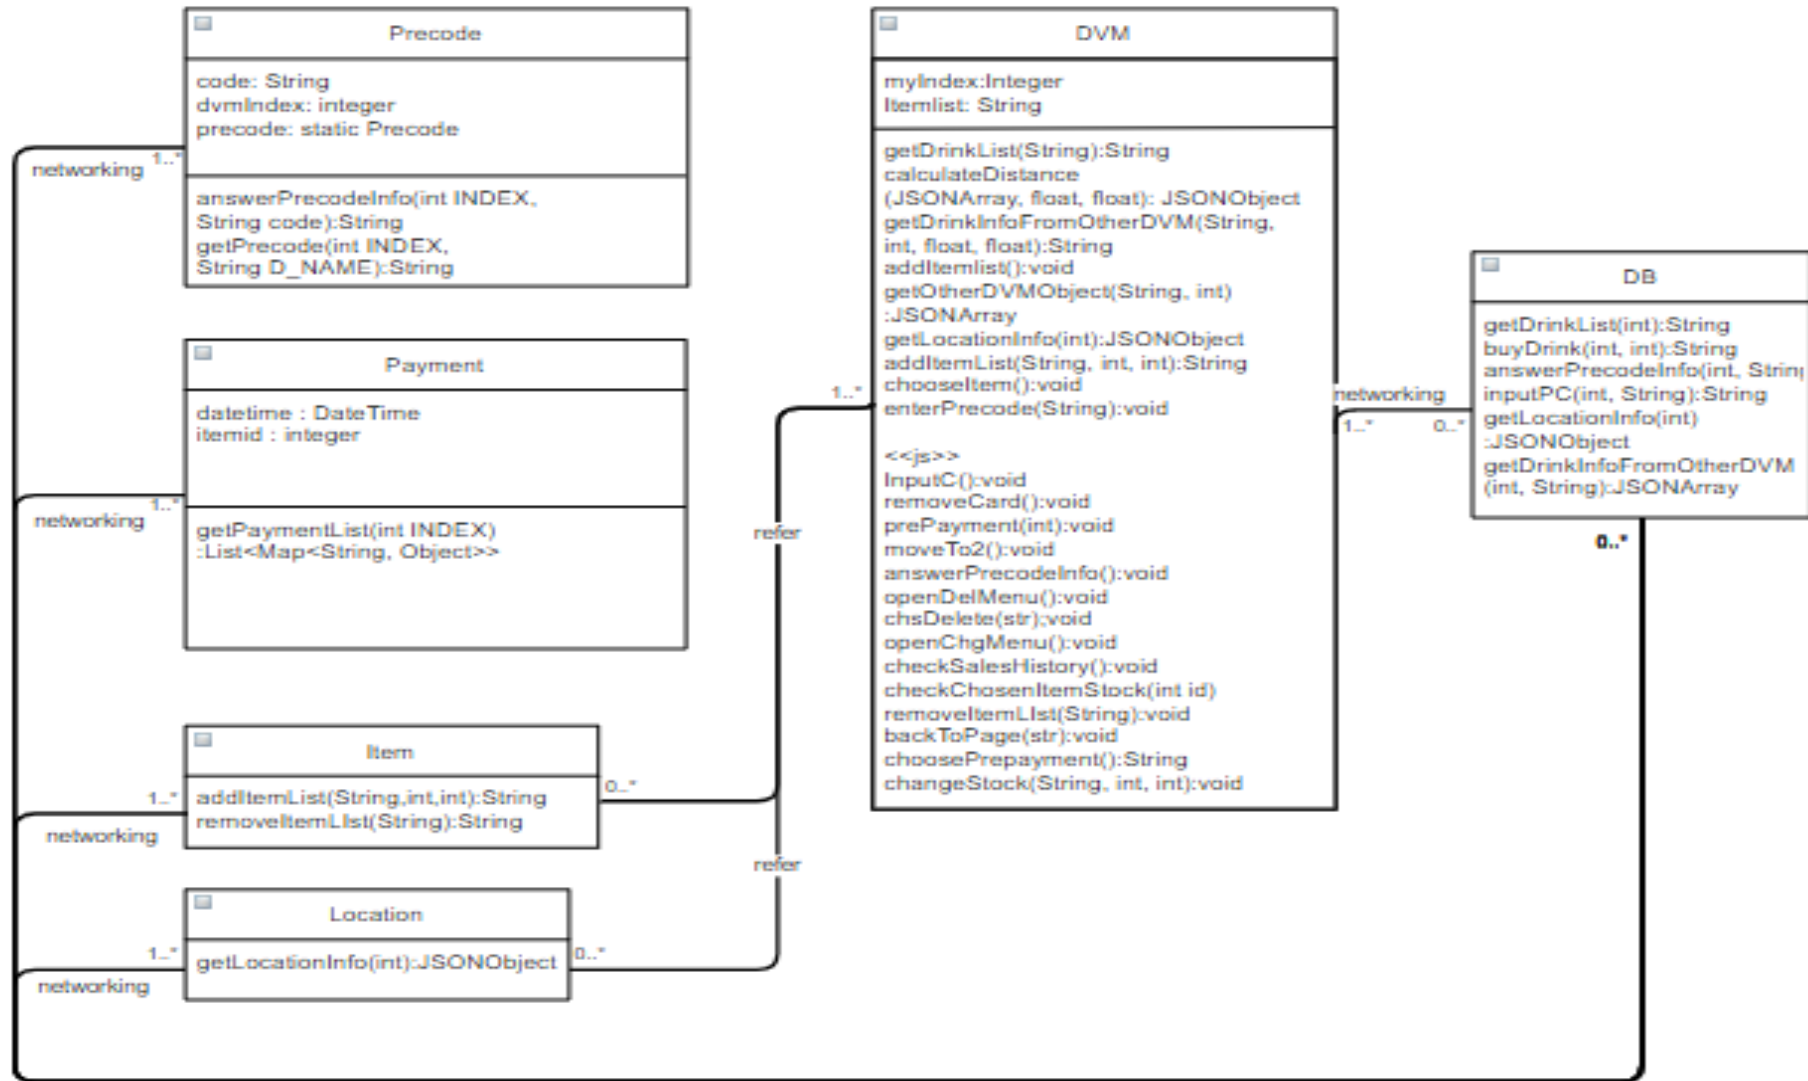 Precode
code: String
dvmIndex: integer
precode: static Precode
answerPrecodeInfo(int INDEX,
String code):String
getPrecode(int INDEX,
String D_NAME):String
networking
1..*
Payment
datetime : DateTime
itemid : integer
getPaymentList(int INDEX)
:List<Map<String, Object>>
networking
1..*
Item
addItemList(String,int,int):String
removeItemLIst(String):String
1..*
networking
0..*
Location
getLocationInfo(int):JSONObject
1..*
networking
0..*
refer
refer
1..*
DVM
myIndex:Integer
Itemlist: String
getDrinkList(String):String
calculateDistance
(JSONArray, float, float): JSONObject
getDrinkInfoFromOtherDVM(String,
int, float, float):String
addItemlist():void
getOtherDVMObject(String, int)
:JSONArray
getLocationInfo(int):JSONObject
addItemList(String, int, int):String
chooseItem():void
enterPrecode(String):void
<<js>>
InputC():void
removeCard():void
prePayment(int):void
moveTo2():void
answerPrecodeInfo():void
openDelMenu():void
chsDelete(str);void
openChgMenu():void
checkSalesHistory():void
checkChosenItemStock(int id)
removeItemLIst(String):void
backToPage(str):void
choosePrepayment():String
changeStock(String, int, int):void
networking
1..*
0..*
DB
getDrinkList(int):String
buyDrink(int, int):String
answerPrecodeInfo(int, String
inputPC(int, String):String
getLocationInfo(int)
:JSONObject
getDrinkInfoFromOtherDVM
(int, String):JSONArray
0..*